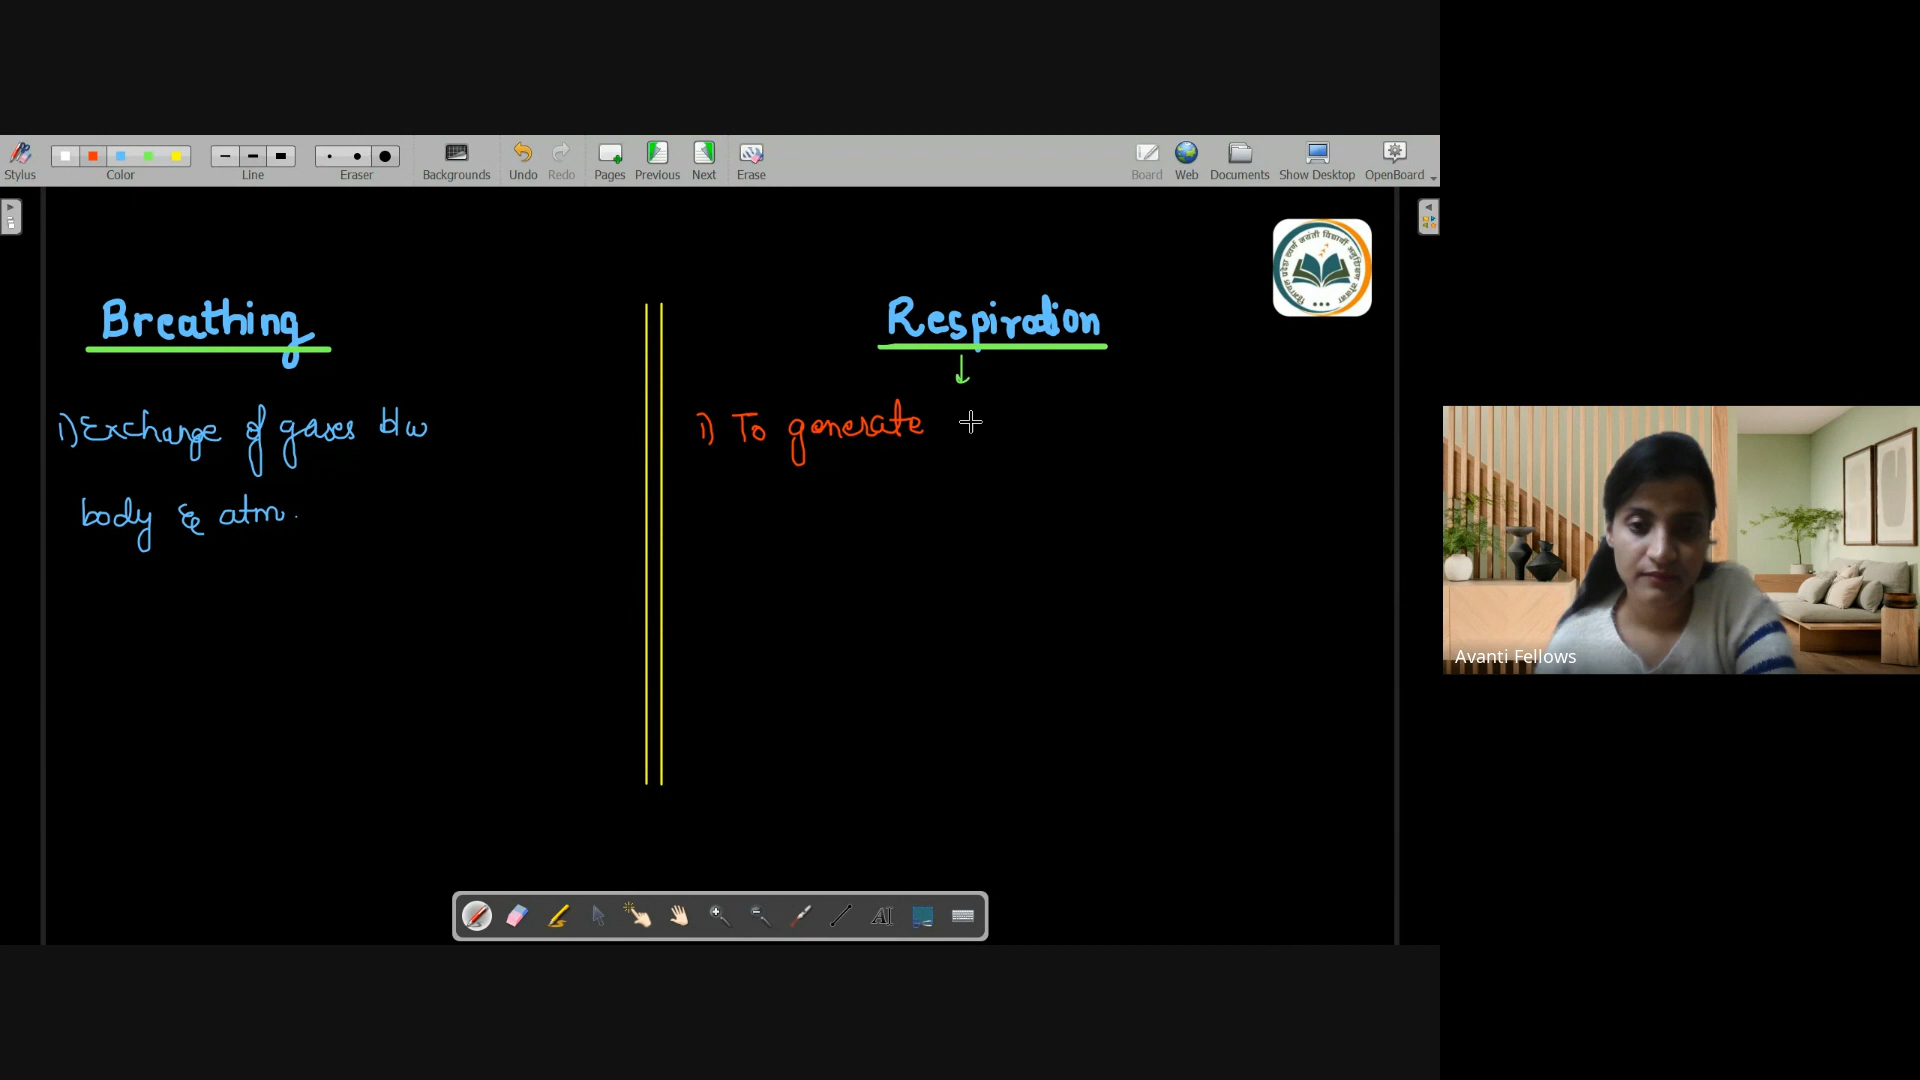 Stylus
Color
Line
Eraser
Backgrounds
Undo
Redo
Pages
Previous
Next
Erase
Board
Web
Documents
Show Desktop
OpenBoard
Breathing
Respiration
1) Exchange of gases b/w
body & atm.
1) To generate
Avanti Fellows